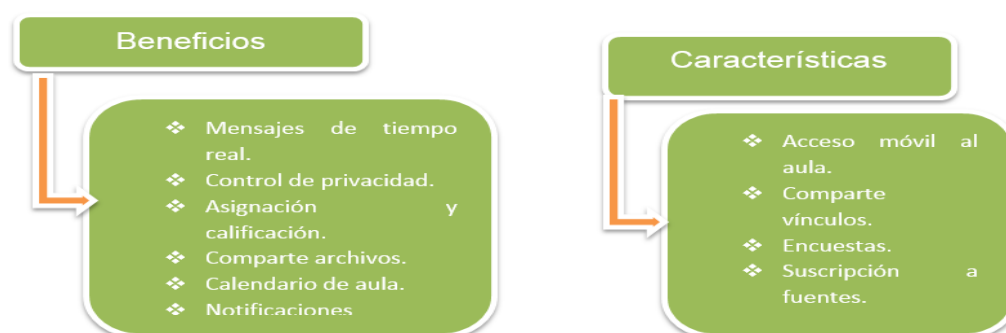 Beneficios
❖ Mensajes de tiempo
real.
❖ Control de privacidad.
❖ Asignación y
calificación.
❖ Comparte archivos.
❖ Calendario de aula.
❖ Notificaciones
Características
❖ Acceso móvil al
aula.
❖ Comparte
vínculos.
❖ Encuestas.
❖ Suscripción a
fuentes.